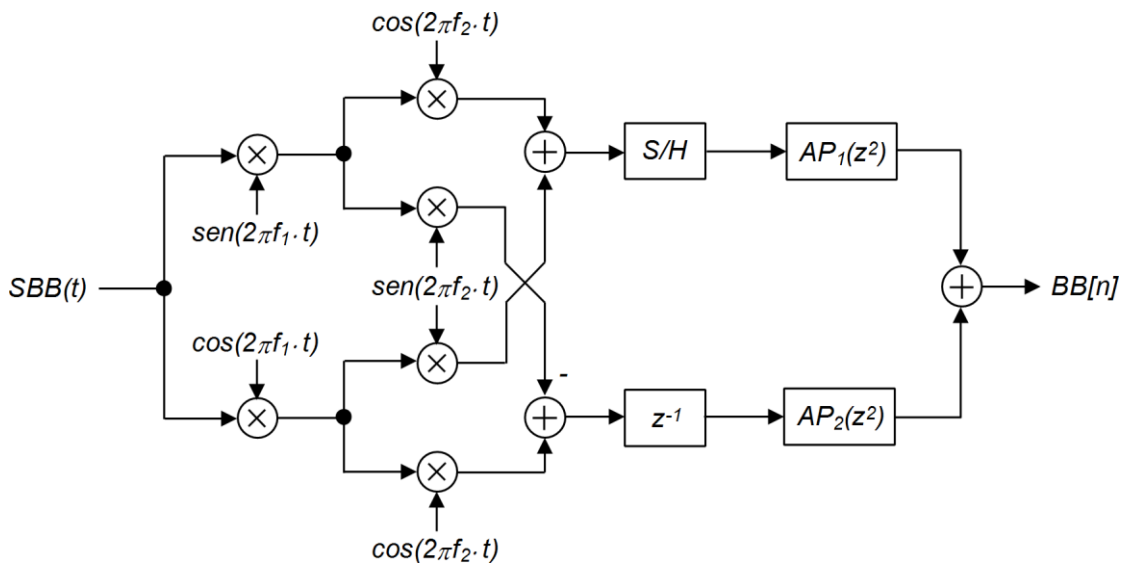 cos(2πf₂·t)
S/H
AP₁(z²)
sen(2πf₁·t)
SBB(t)
sen(2πf₂·t)
BB[n]
cos(2πf₁·t)
-
z⁻¹
AP₂(z²)
cos(2πf₂·t)